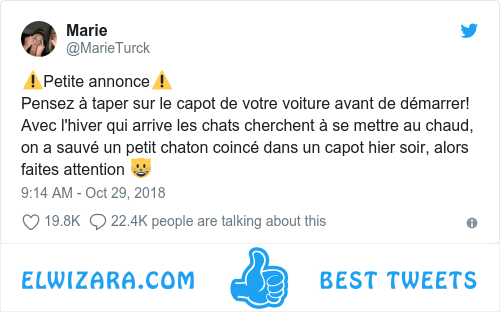 Marie
@MarieTurck
⚠️Petite annonce⚠️
Pensez à taper sur le capot de votre voiture avant de démarrer!
Avec l'hiver qui arrive les chats cherchent à se mettre au chaud,
on a sauvé un petit chaton coincé dans un capot hier soir, alors
faites attention 😺
9:14 AM - Oct 29, 2018
19.8K 22.4K people are talking about this
ELWIZARA.COM BEST TWEETS